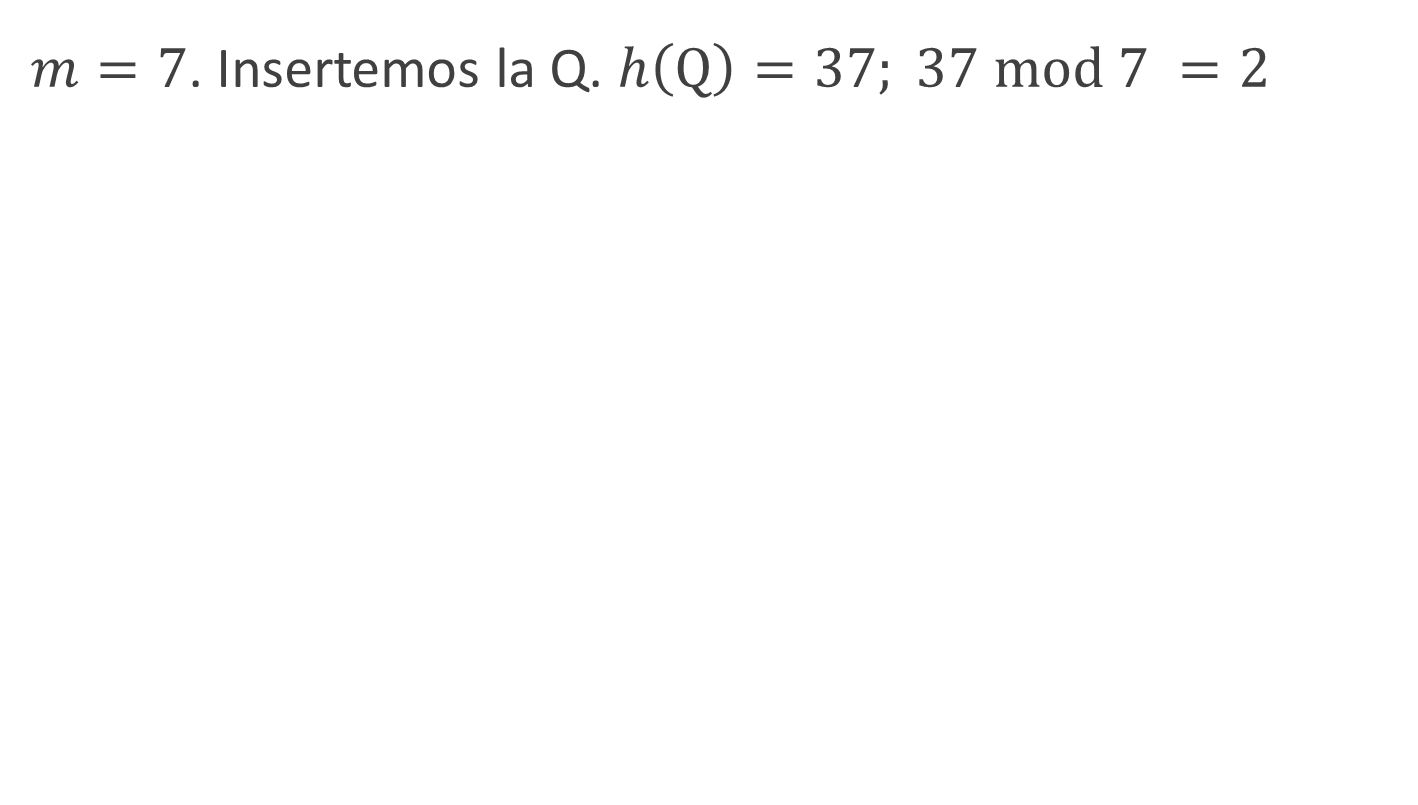 m = 7. Insertemos la Q. h(Q) = 37; 37 mod 7 = 2